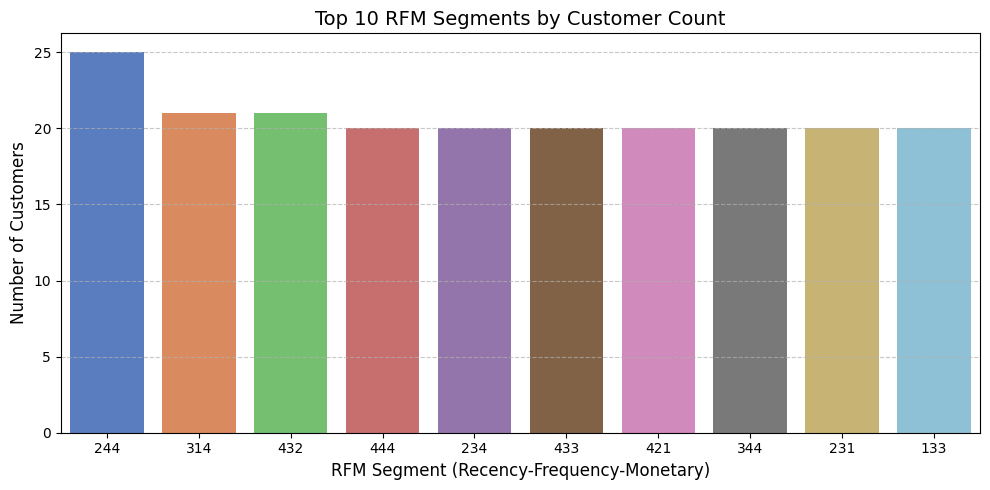 Top 10 RFM Segments by Customer Count
Number of Customers
25
20
15
10
5
0
244 314 432 444 234 433 421 344 231 133
RFM Segment (Recency-Frequency-Monetary)